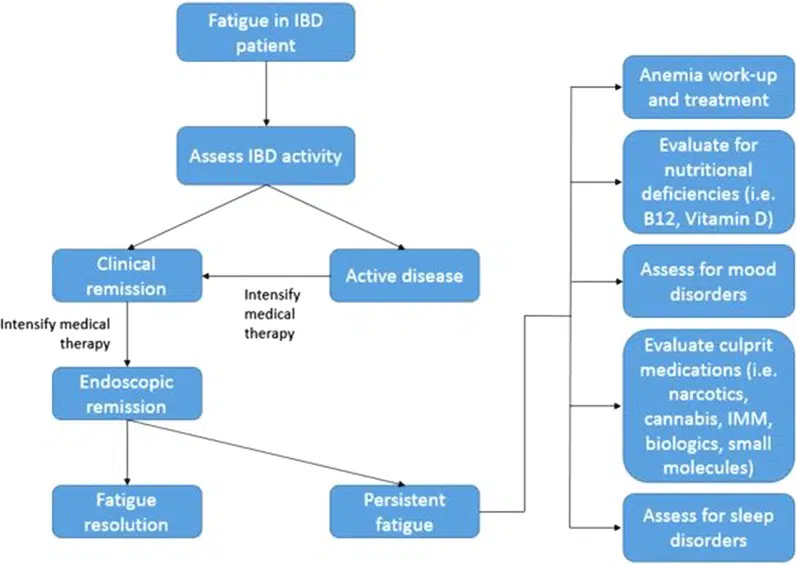 Fatigue in IBD
patient
Assess IBD activity
Clinical
remission
Active disease
Intensify
medical
therapy
Intensify medical
therapy
Endoscopic
remission
Fatigue
resolution
Persistent
fatigue
Anemia work-up
and treatment
Evaluate for
nutritional
deficiencies (i.e.
B12, Vitamin D)
Assess for mood
disorders
Evaluate culprit
medications (i.e.
narcotics,
cannabis, IMM,
biologics, small
molecules)
Assess for sleep
disorders